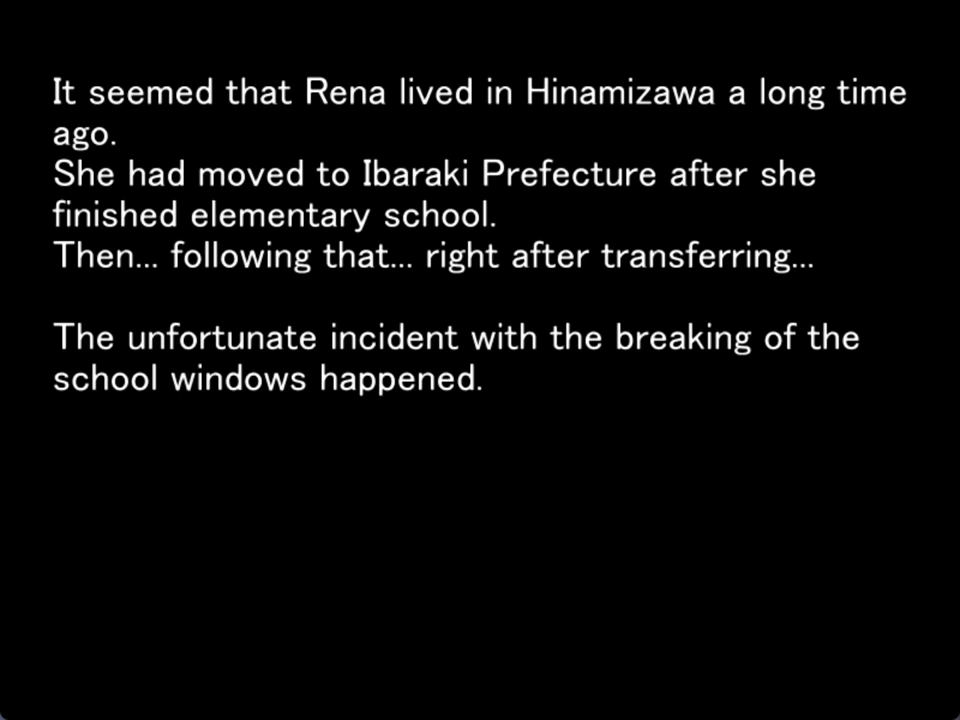 It seemed that Rena lived in Hinamizawa a long time
ago.
She had moved to Ibaraki Prefecture after she
finished elementary school.
Then... following that... right after transferring...
The unfortunate incident with the breaking of the
school windows happened.